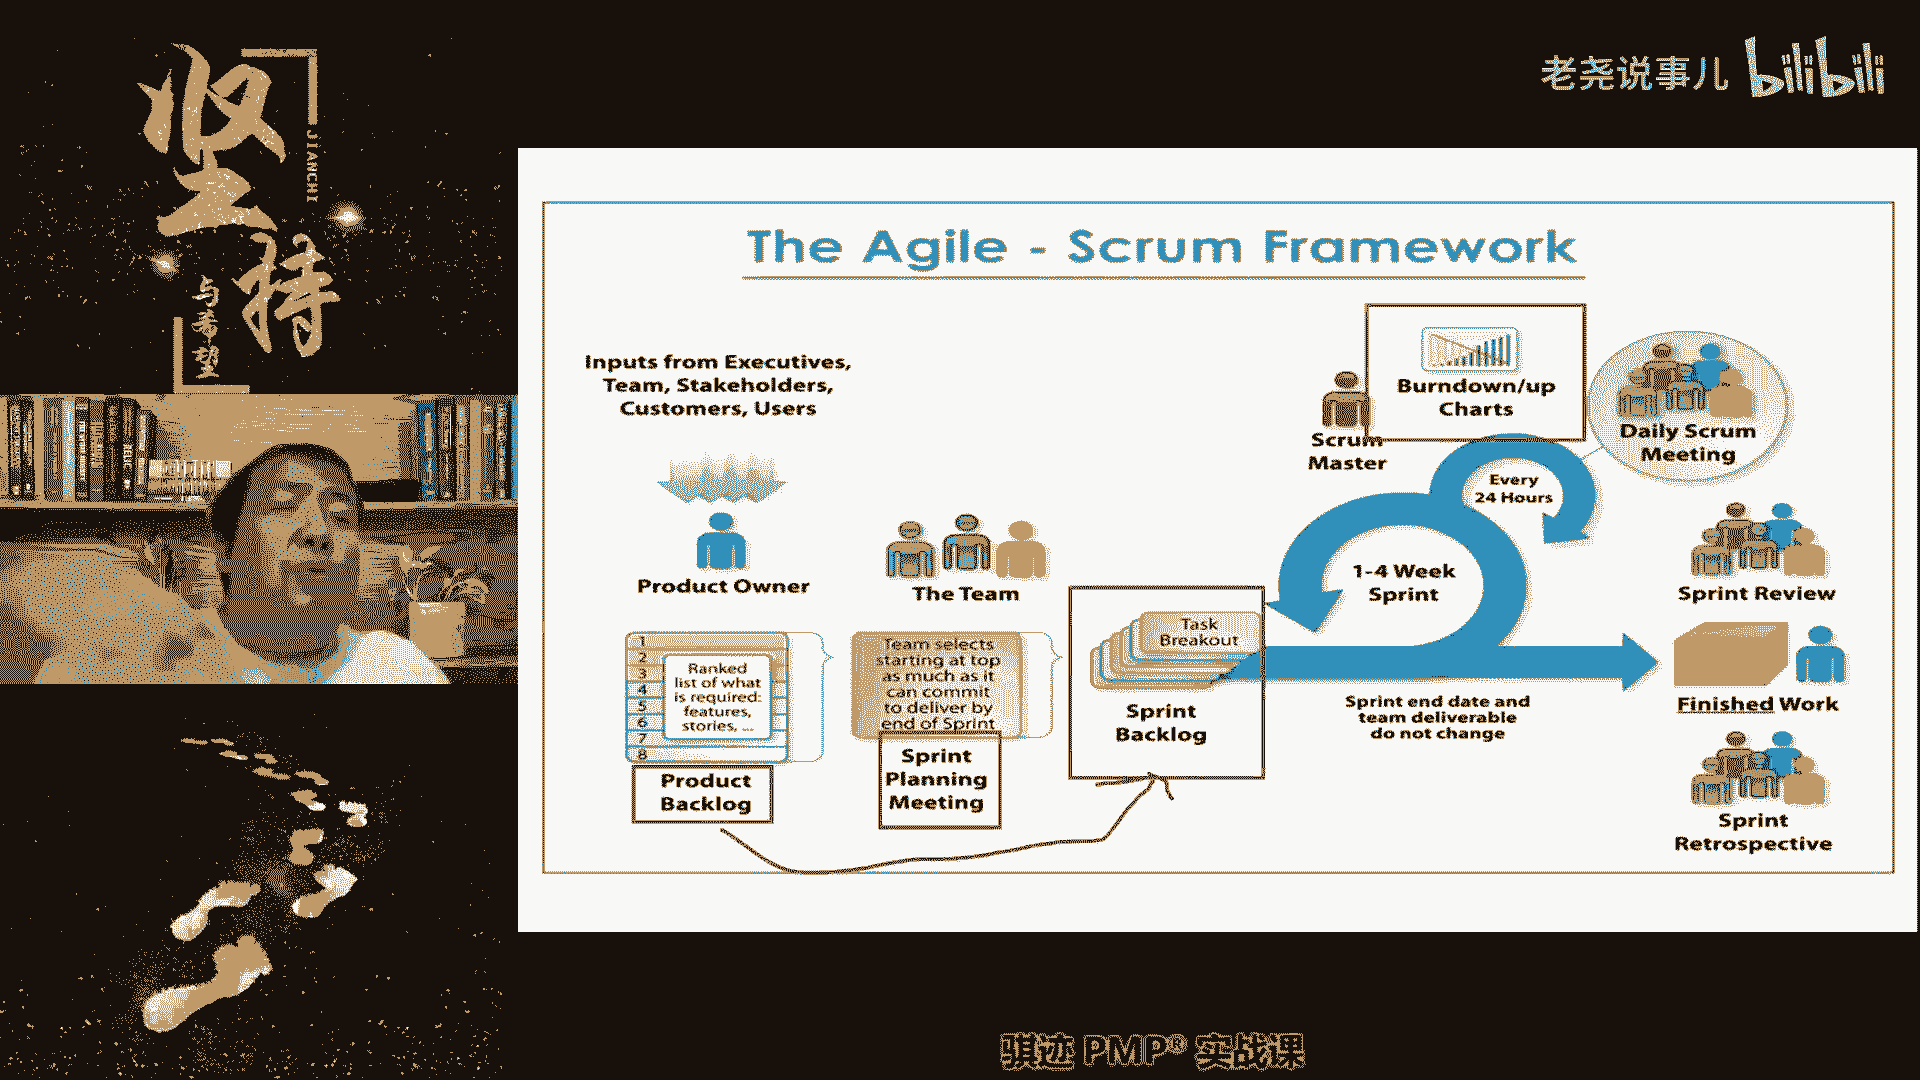 坚持
JIANCHI
与希望
老尧说事儿 bilibili
The Agile - Scrum Framework
Inputs from Executives,
Team, Stakeholders,
Customers, Users
Product Owner
The Team
1
2
3
4
5
6
7
8
Ranked
list of what
is required:
features,
stories, ...
Product
Backlog
Team selects
starting at top
as much as it
can commit
to deliver by
end of Sprint
Sprint
Planning
Meeting
Task
Breakout
Sprint
Backlog
Scrum
Master
Burndown/up
Charts
Daily Scrum
Meeting
Every
24 Hours
1-4 Week
Sprint
Sprint end date and
team deliverable
do not change
Sprint Review
Finished Work
Sprint
Retrospective
骐迹 PMP® 实战课